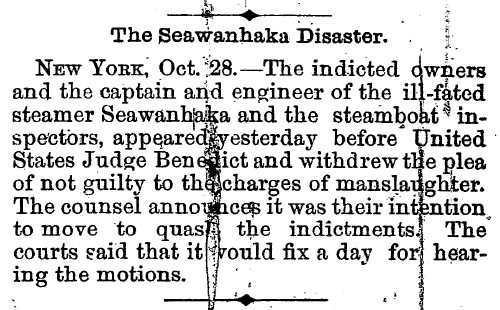 The Seawanhaka Disaster.
NEW YORK, Oct. 28.—The indicted owners
and the captain and engineer of the ill-fated
steamer Seawanhaka and the steamboat in-
spectors, appeared yesterday before United
States Judge Benedict and withdrew the plea
of not guilty to the charges of manslaughter.
The counsel announces it was their intention
to move to quash the indictments. The
courts said that it would fix a day for hear-
ing the motions.